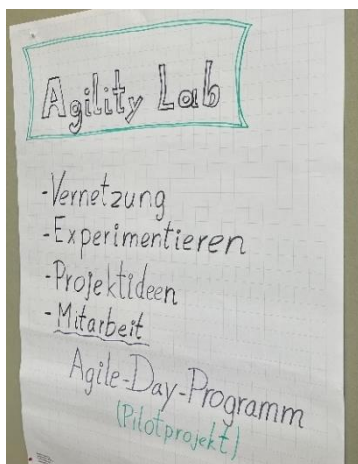 Agility Lab
-Vernetzung
-Experimentieren
-Projektideen
-Mitarbeit
Agile-Day-Programm
(Pilotprojekt)